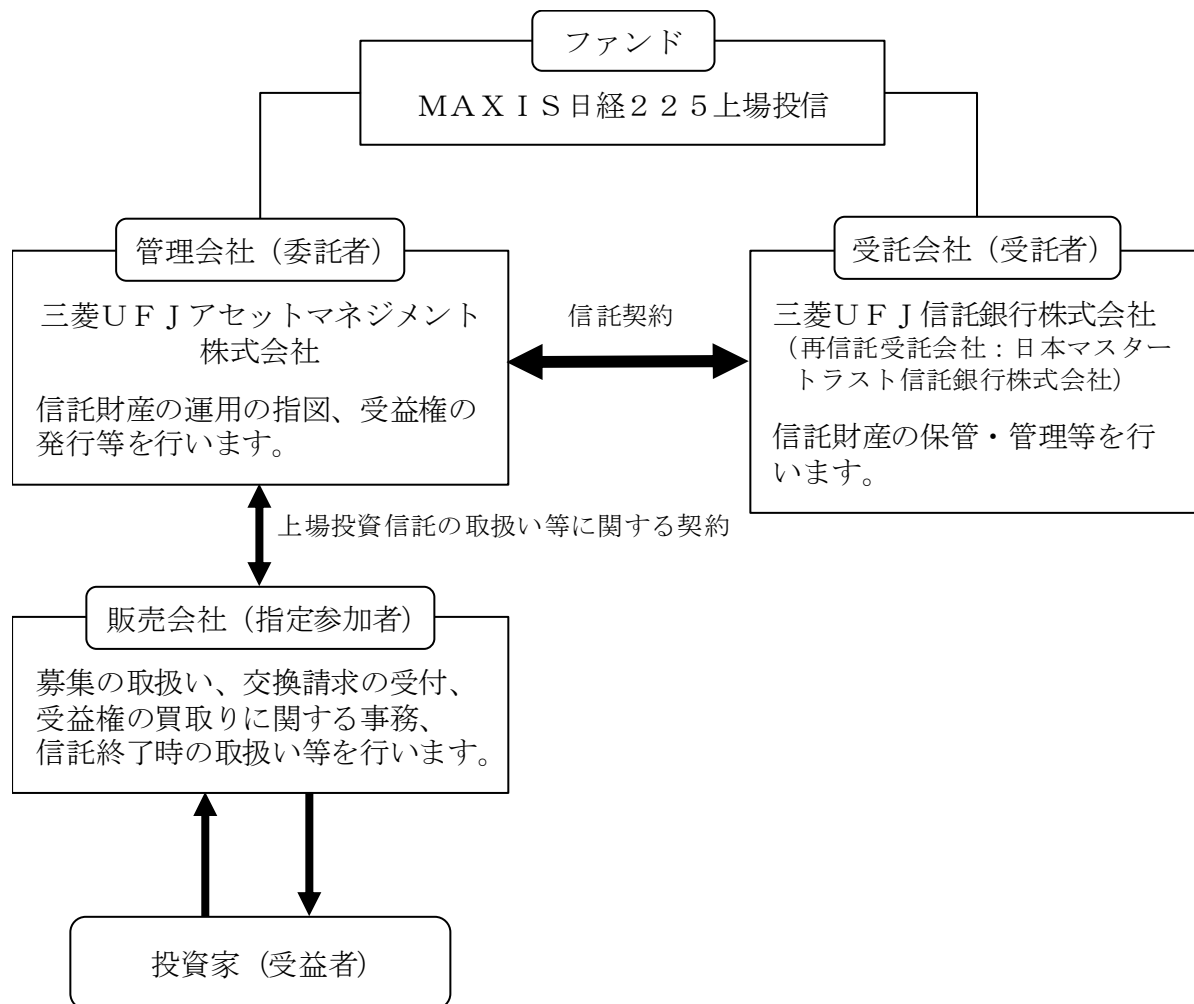 ファンド
MAXIS日経225上場投信
管理会社(委託者)
三菱UFJアセットマネジメント
株式会社
信託財産の運用の指図、受益権の
発行等を行います。
信託契約
受託会社(受託者)
三菱UFJ信託銀行株式会社
(再信託受託会社:日本マスター
トラスト信託銀行株式会社)
信託財産の保管・管理等を行
います。
上場投資信託の取扱い等に関する契約
販売会社(指定参加者)
募集の取扱い、交換請求の受付、
受益権の買取りに関する事務、
信託終了時の取扱い等を行います。
投資家(受益者)